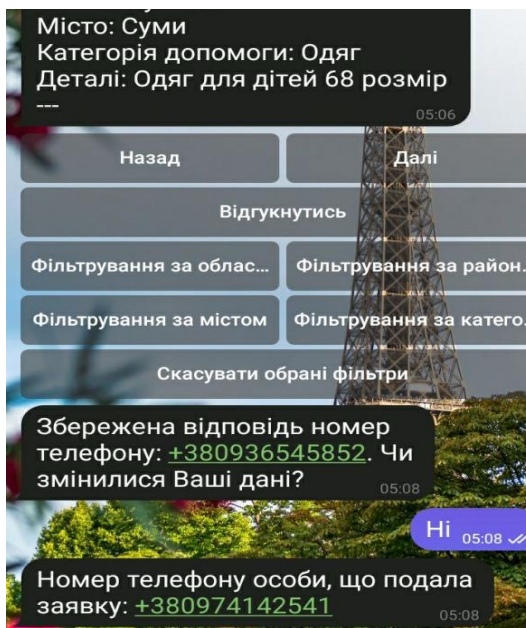 Місто: Суми
Категорія допомоги: Одяг
Деталі: Одяг для дітей 68 розмір
---
05:06
Назад Далі
Відгукнутись
Фільтрування за облас... Фільтрування за район.
Фільтрування за містом Фільтрування за катего.
Скасувати обрані фільтри
Збережена відповідь номер
телефону: +380936545852. Чи
змінилися Ваші дані?
05:08
Ні 05:08
Номер телефону особи, що подала
заявку: +380974142541
05:08